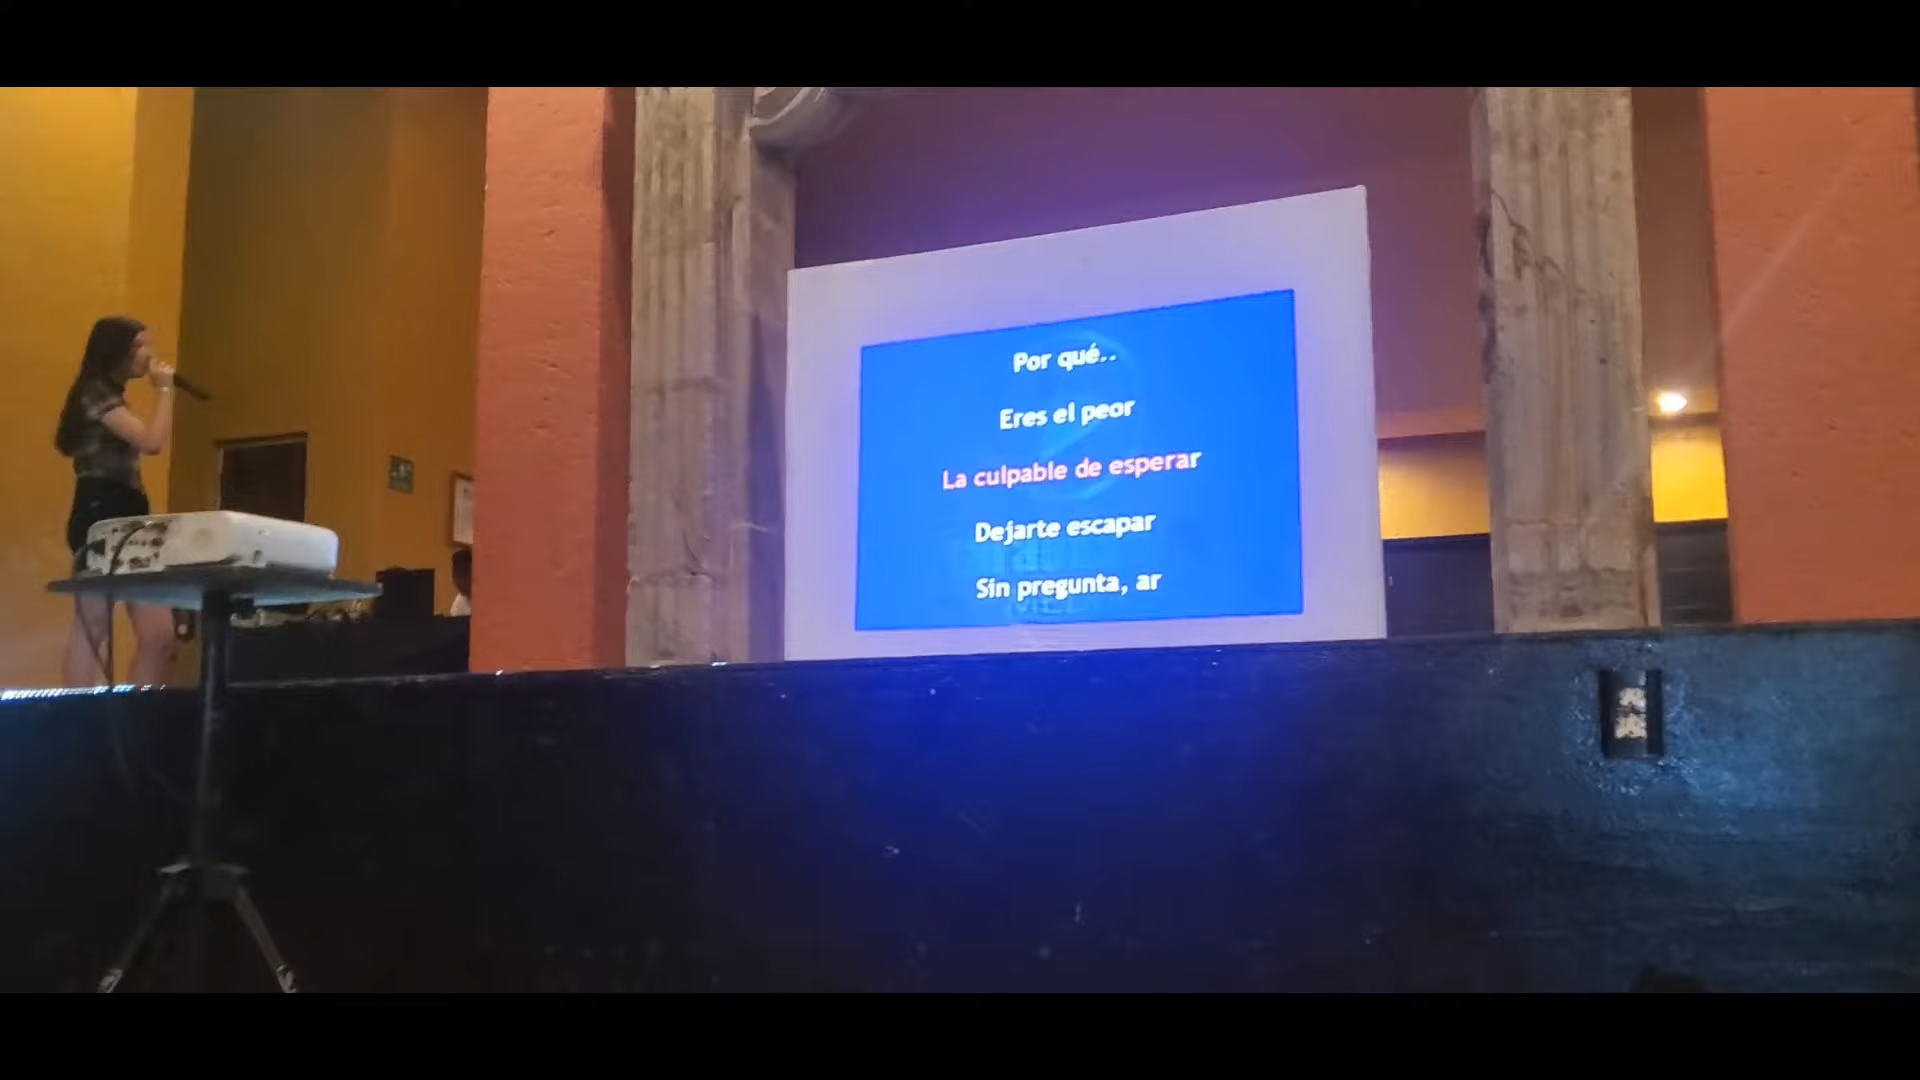 Por qué..
Eres el peor
La culpable de esperar
Dejarte escapar
Sin pregunta, ar